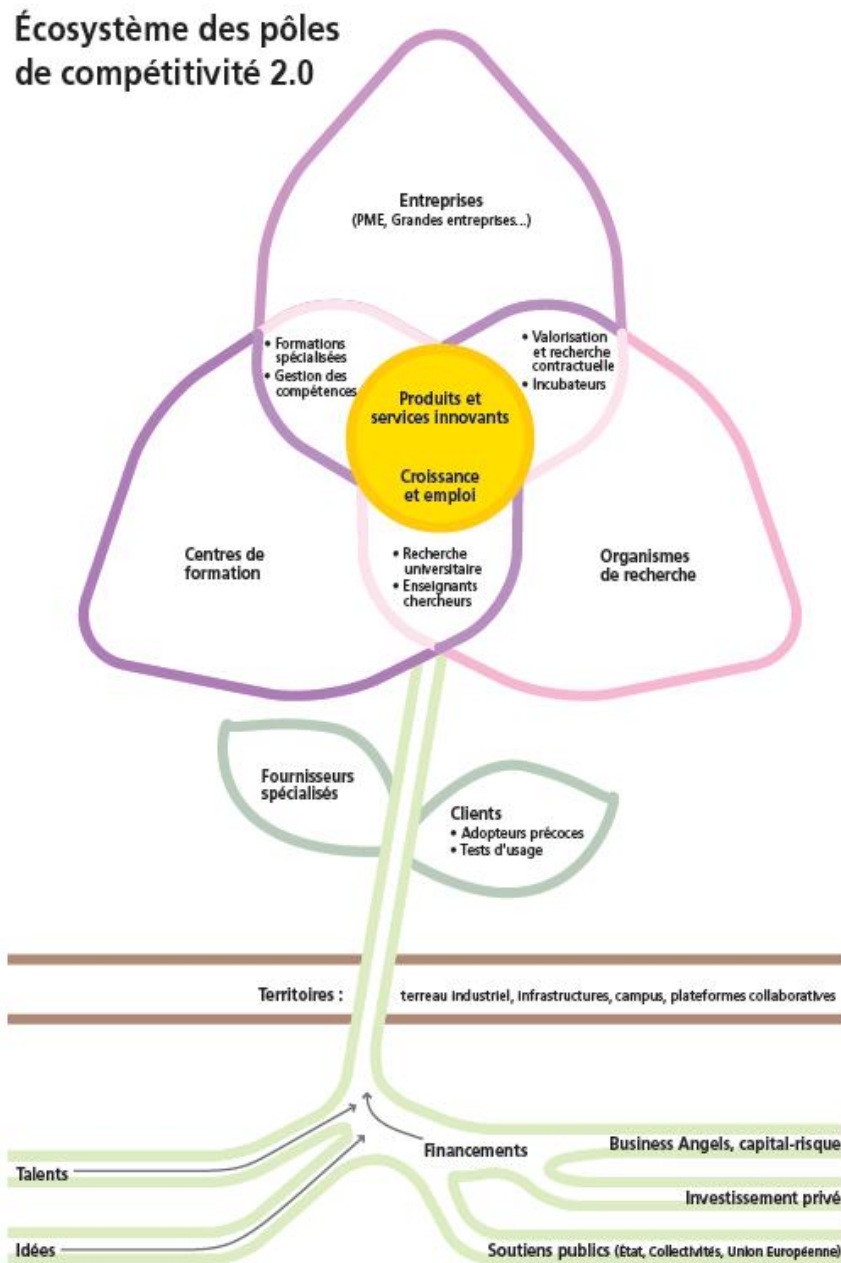 Écosystème des pôles
de compétitivité 2.0
Entreprises
(PME, Grandes entreprises...)
• Formations
spécialisées
• Gestion des
compétences
• Valorisation
et recherche
contractuelle
• Incubateurs
Produits et
services innovants
Croissance
et emploi
Centres de
formation
• Recherche
universitaire
• Enseignants
chercheurs
Organismes
de recherche
Fournisseurs
spécialisés
Clients
• Adopteurs précoces
• Tests d'usage
Territoires : terreau industriel, infrastructures, campus, plateformes collaboratives
Talents
Idées
Financements
Business Angels, capital-risque
Investissement privé
Soutiens publics (État, Collectivités, Union Européenne)